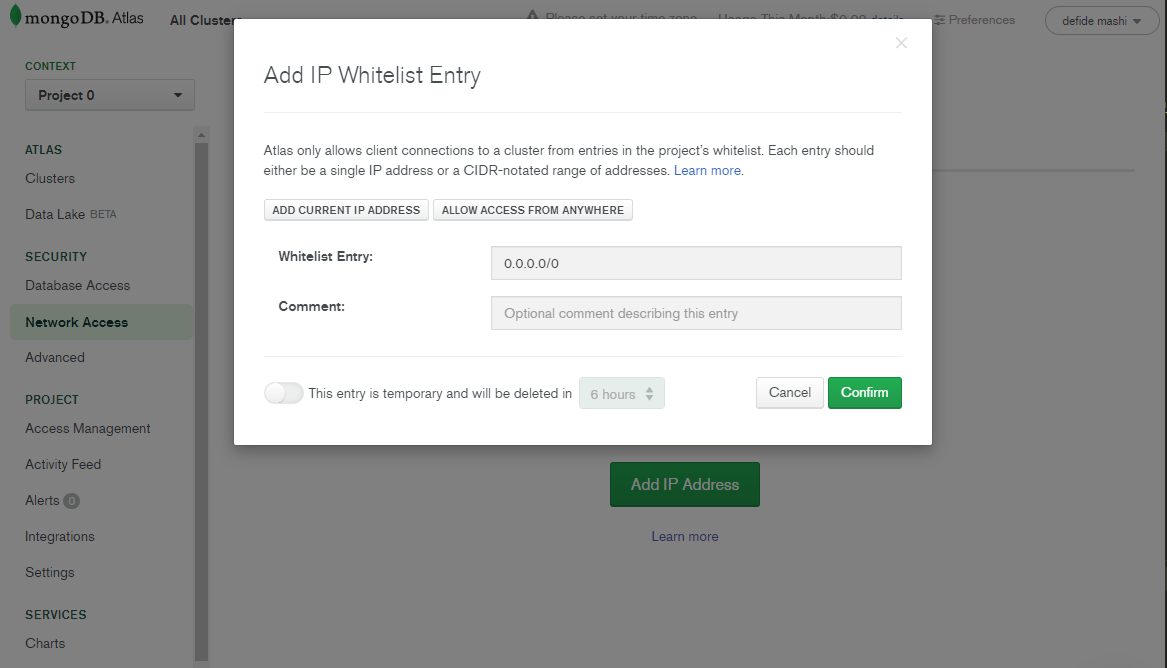 mongoDB. Atlas
All Clusters
Please set your time zone
Usage This Month:$0.00 details
Preferences
defide mashi
CONTEXT
Project 0
ATLAS
Clusters
Data Lake BETA
SECURITY
Database Access
Network Access
Advanced
PROJECT
Access Management
Activity Feed
Alerts 0
Integrations
Settings
SERVICES
Charts
Add IP Whitelist Entry
Atlas only allows client connections to a cluster from entries in the project's whitelist. Each entry should
either be a single IP address or a CIDR-notated range of addresses. Learn more.
ADD CURRENT IP ADDRESS
ALLOW ACCESS FROM ANYWHERE
Whitelist Entry:
0.0.0.0/0
Comment:
Optional comment describing this entry
This entry is temporary and will be deleted in 6 hours
Cancel
Confirm
Add IP Address
Learn more